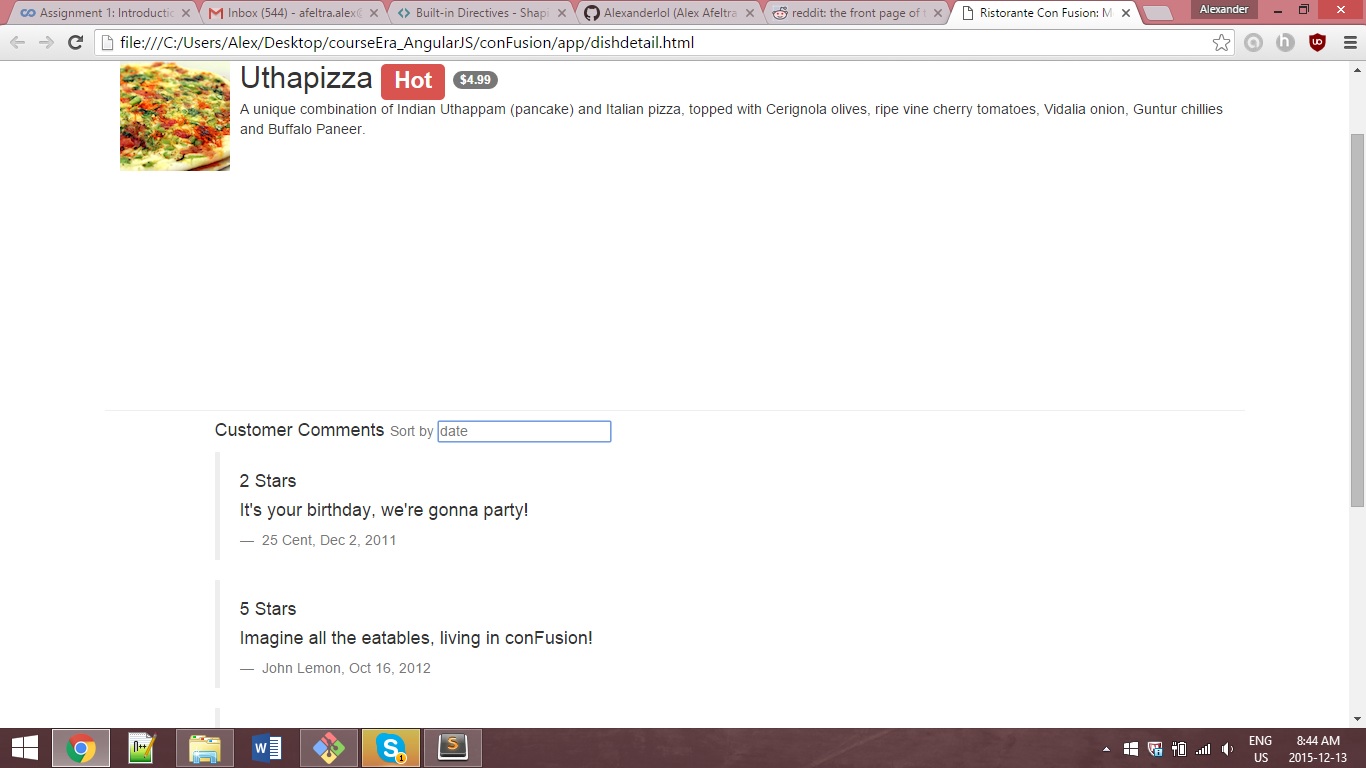 Assignment 1: Introductic
Inbox (544) - afeltra.alex@
Built-in Directives - Shap
Alexanderlol (Alex Afeltra
reddit: the front page of t
Ristorante Con Fusion: M
Alexander
file:///C:/Users/Alex/Desktop/courseEra_AngularJS/conFusion/app/dishdetail.html
Uthapizza Hot $4.99
A unique combination of Indian Uthappam (pancake) and Italian pizza, topped with Cerignola olives, ripe vine cherry tomatoes, Vidalia onion, Guntur chillies
and Buffalo Paneer.
Customer Comments Sort by date
2 Stars
It's your birthday, we're gonna party!
— 25 Cent, Dec 2, 2011
5 Stars
Imagine all the eatables, living in conFusion!
— John Lemon, Oct 16, 2012
ENG 8:44 AM
US 2015-12-13